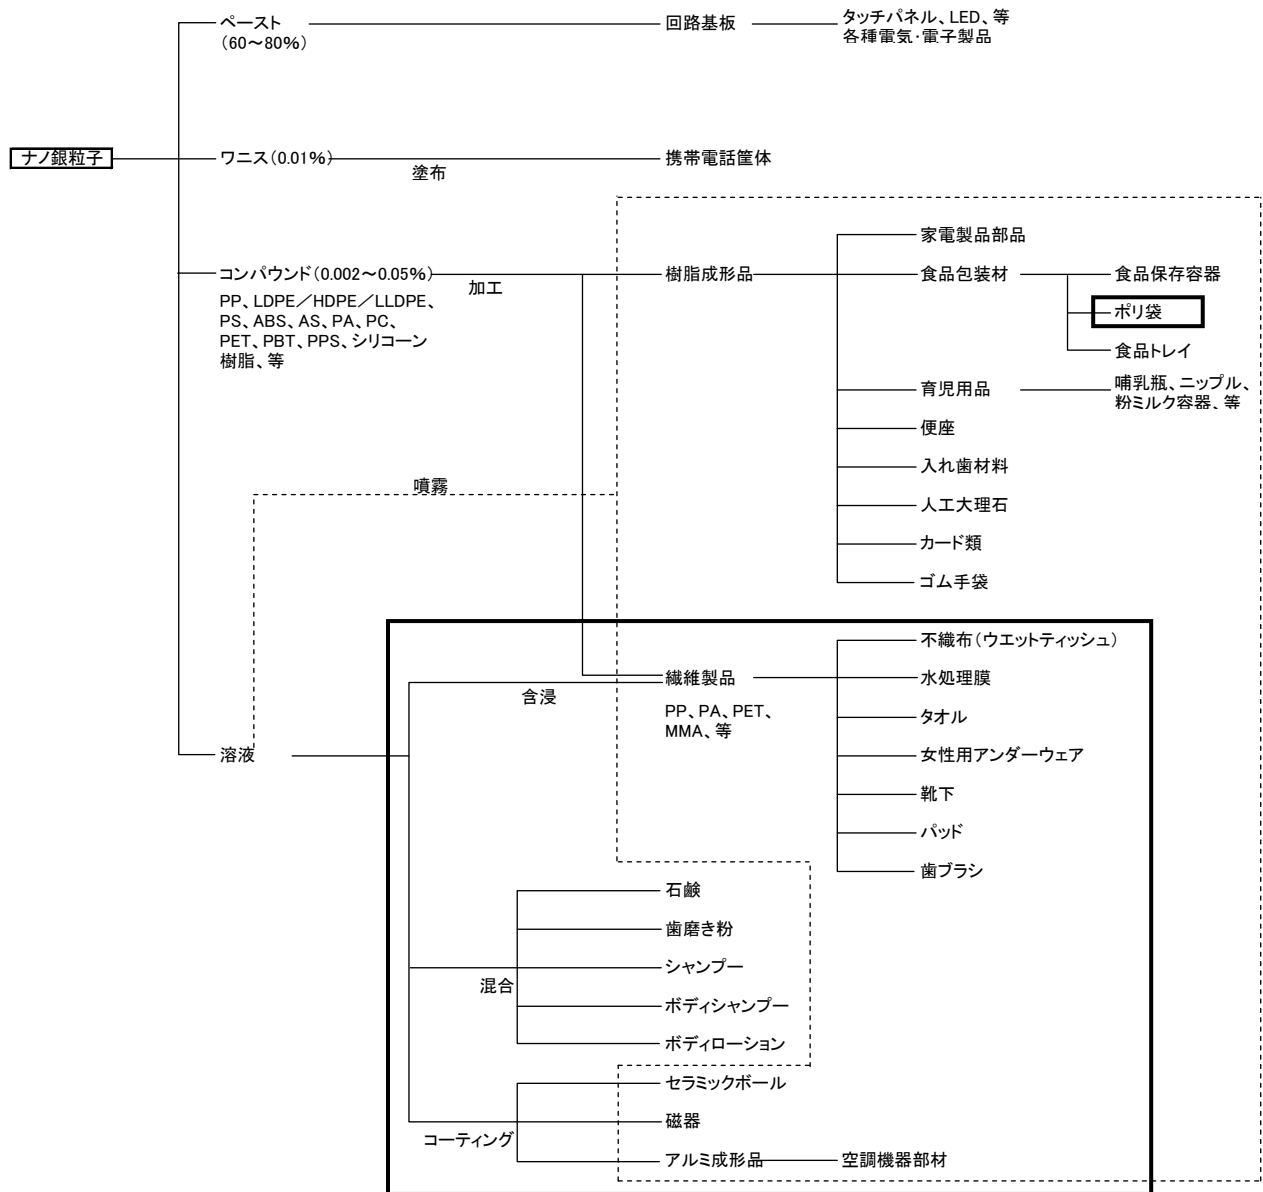 ペースト
(60～80%)
回路基板
タッチパネル、LED、等
各種電気・電子製品
ナノ銀粒子
ワニス(0.01%)
塗布
携帯電話筐体
家電製品部品
コンパウンド(0.002～0.05%)
加工
樹脂成形品
食品包装材
食品保存容器
PP、LDPE／HDPE／LLDPE、
PS、ABS、AS、PA、PC、
PET、PBT、PPS、シリコーン
樹脂、等
ポリ袋
食品トレイ
育児用品
哺乳瓶、ニップル、
粉ミルク容器、等
便座
入れ歯材料
噴霧
人工大理石
カード類
ゴム手袋
不織布(ウエットティッシュ)
繊維製品
水処理膜
含浸
PP、PA、PET、
MMA、等
タオル
溶液
女性用アンダーウェア
靴下
パッド
歯ブラシ
石鹸
歯磨き粉
シャンプー
混合
ボディシャンプー
ボディローション
セラミックボール
磁器
コーティング
アルミ成形品
空調機器部材